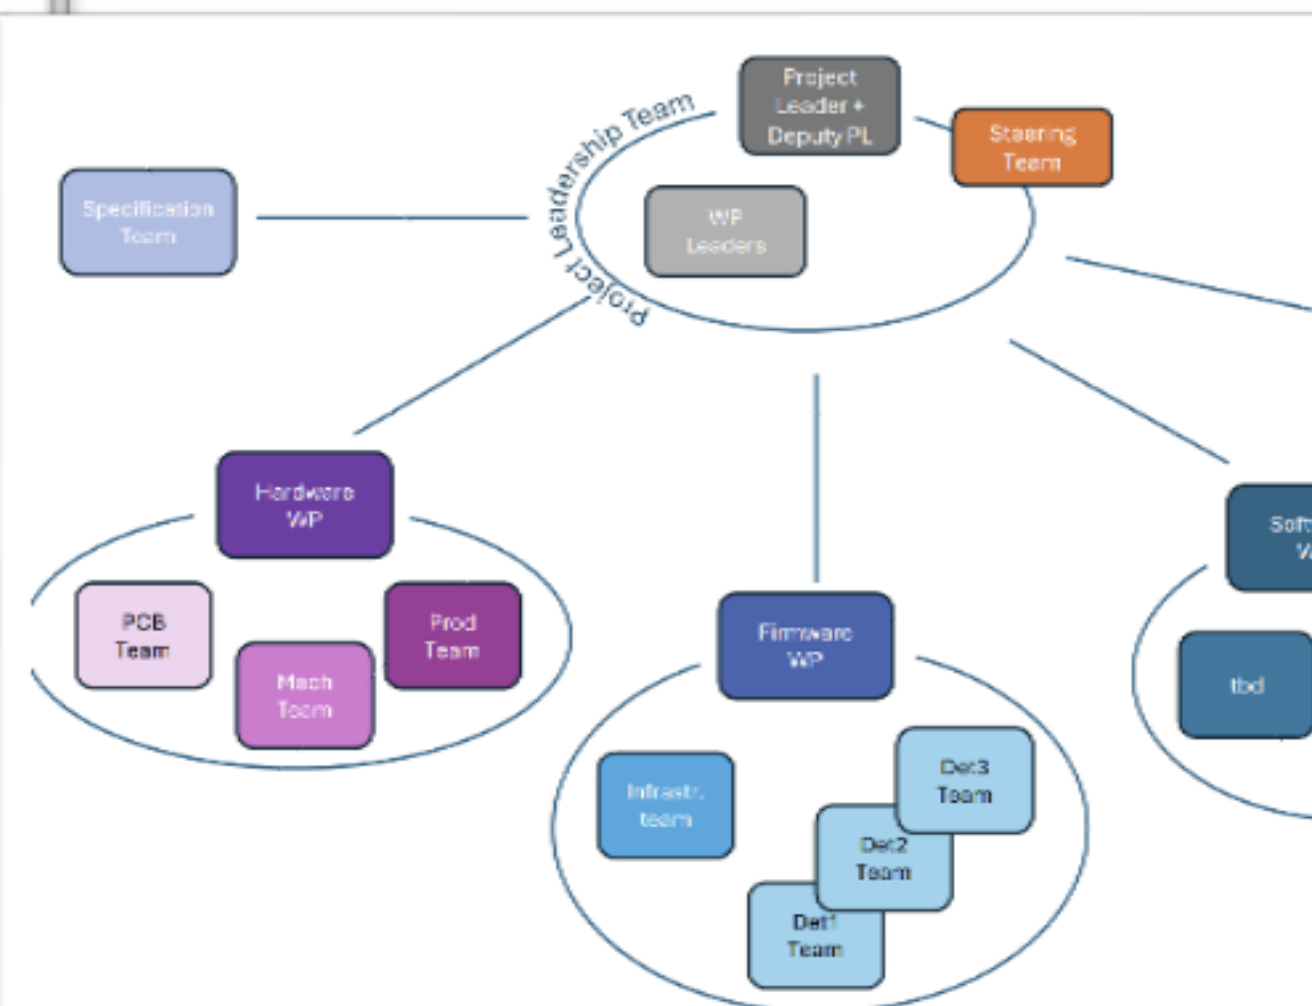 Project
Leader +
Deputy PL
Steering
Team
Project Leadership Team
Specification
Team
WP
Leaders
Hardware
WP
PCB
Team
Mech
Team
Prod
Team
Firmware
WP
Infrastr.
team
Det3
Team
Det2
Team
Det1
Team
Soft
tbd